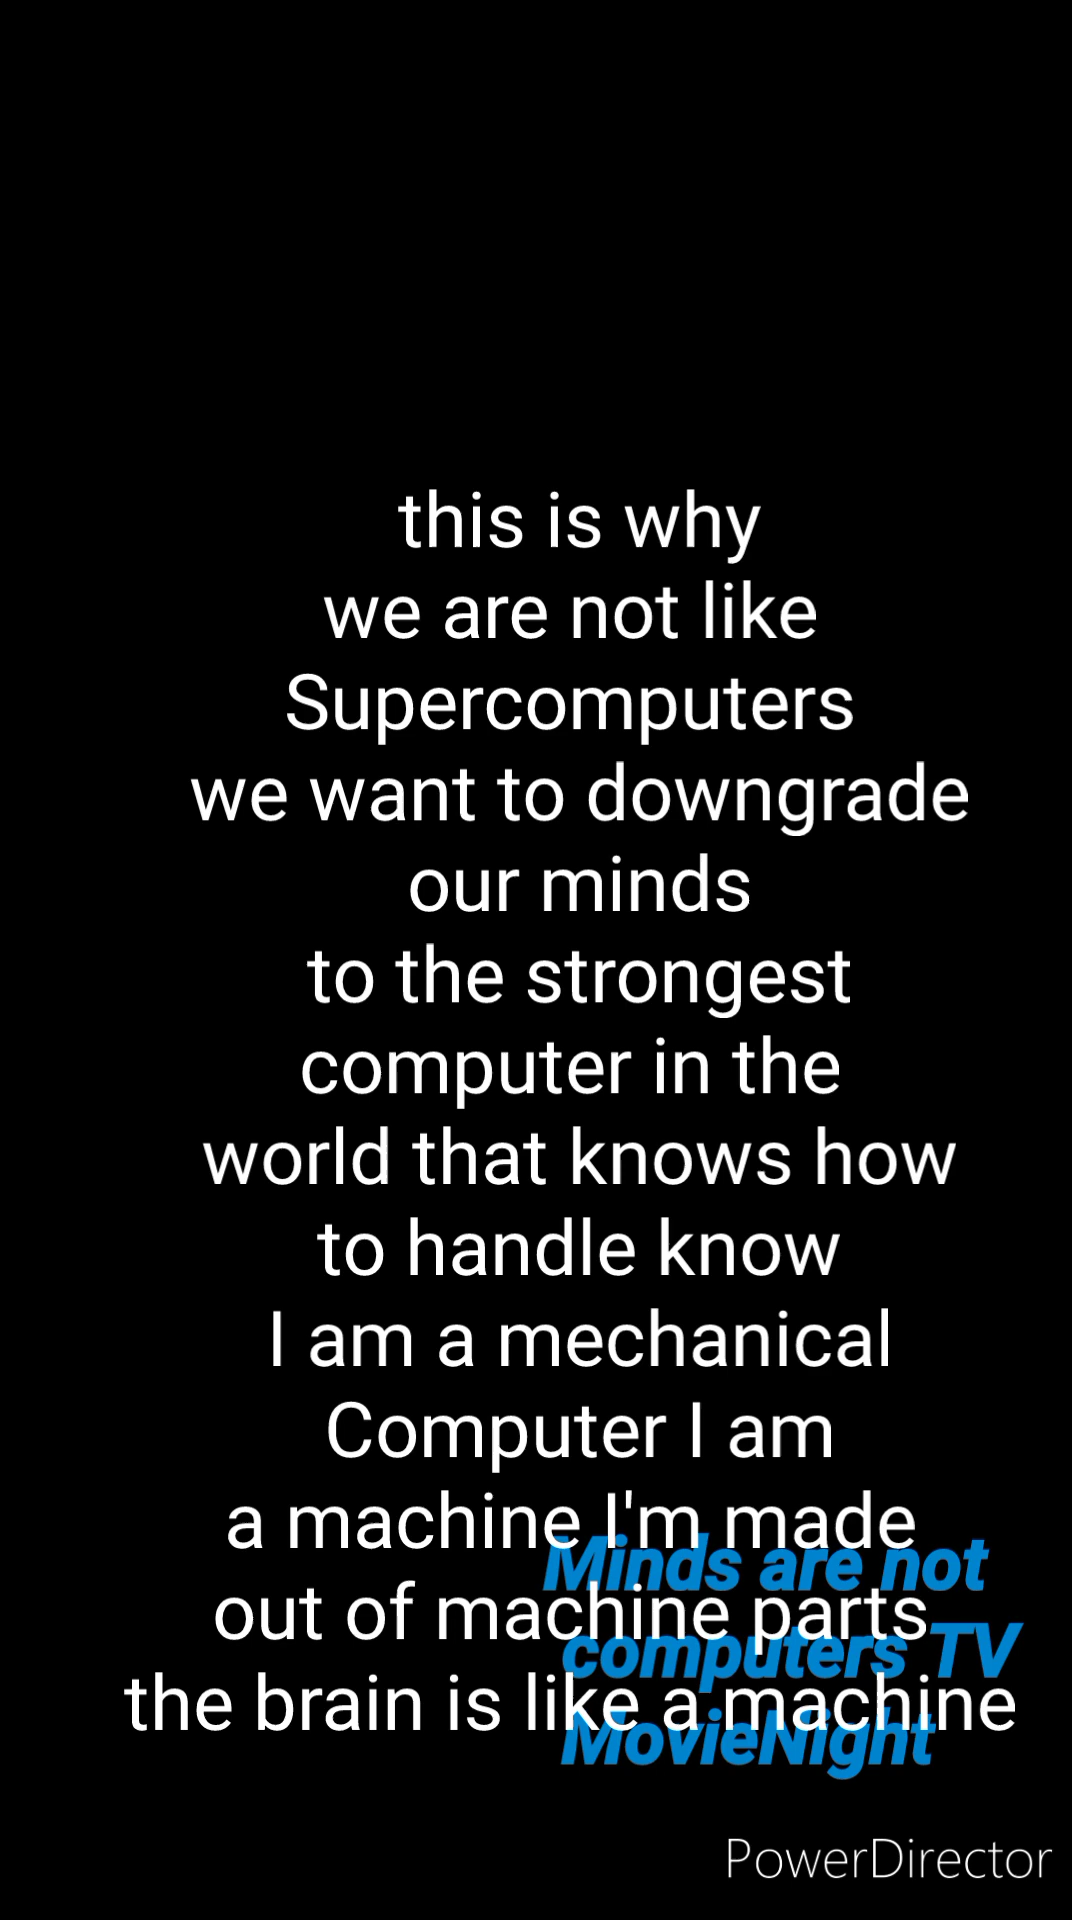 this is why
we are not like
Supercomputers
we want to downgrade
our minds
to the strongest
computer in the
world that knows how
to handle know
I am a mechanical
Computer I am
a machine I'm made
out of machine parts
the brain is like a machine
Minds are not
computers TV
MovieNight
PowerDirector